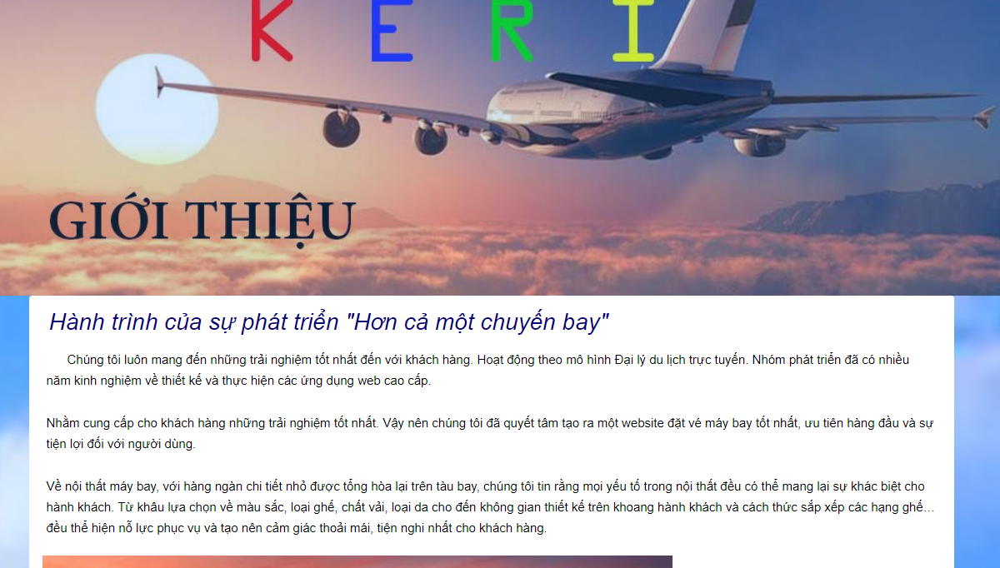 K E R I
GIỚI THIỆU
Hành trình của sự phát triển "Hơn cả một chuyến bay"
Chúng tôi luôn mang đến những trải nghiệm tốt nhất đến với khách hàng. Hoạt động theo mô hình Đại lý du lịch trực tuyến. Nhóm phát triển đã có nhiều
năm kinh nghiệm về thiết kế và thực hiện các ứng dụng web cao cấp.
Nhằm cung cấp cho khách hàng những trải nghiệm tốt nhất. Vậy nên chúng tôi đã quyết tâm tạo ra một website đặt vé máy bay tốt nhất, ưu tiên hàng đầu và sự
tiện lợi đối với người dùng.
Về nội thất máy bay, với hàng ngàn chi tiết nhỏ được tổng hòa lại trên tàu bay, chúng tôi tin rằng mọi yếu tố trong nội thất đều có thể mang lại sự khác biệt cho
hành khách. Từ khâu lựa chọn về màu sắc, loại ghế, chất vải, loại da cho đến không gian thiết kế trên khoang hành khách và cách thức sắp xếp các hạng ghế…
đều thể hiện nỗ lực phục vụ và tạo nên cảm giác thoải mái, tiện nghi nhất cho khách hàng.